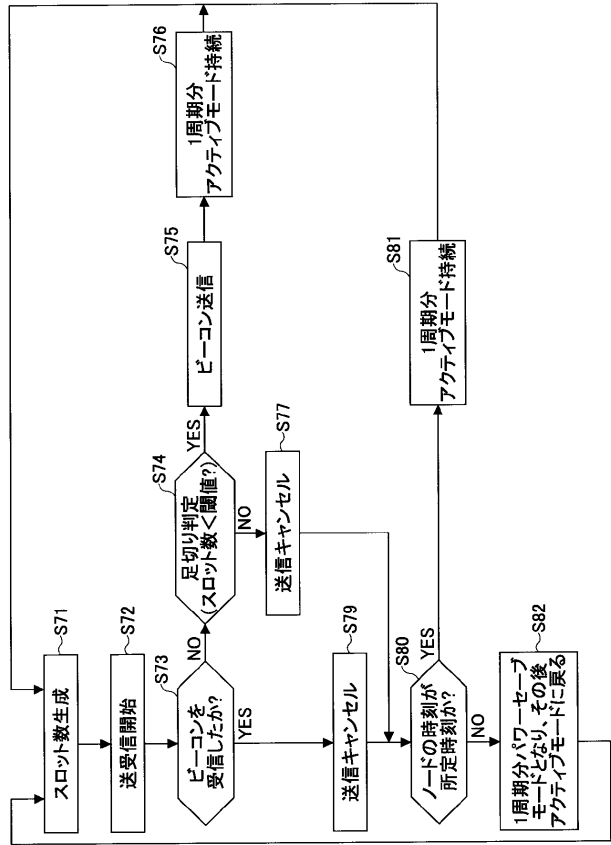 S71
スロット数生成
S72
送受信開始
S73
ビーコンを
受信したか?
NO
YES
S74
足切り判定
(スロット数<閾値?)
YES
NO
S75
ビーコン送信
S76
1周期分
アクティブモード持続
S77
送信キャンセル
S79
送信キャンセル
S80
ノードの時刻が
所定時刻か?
YES
NO
S81
1周期分
アクティブモード持続
S82
1周期分パワーセーブ
モードとなり、その後
アクティブモードに戻る